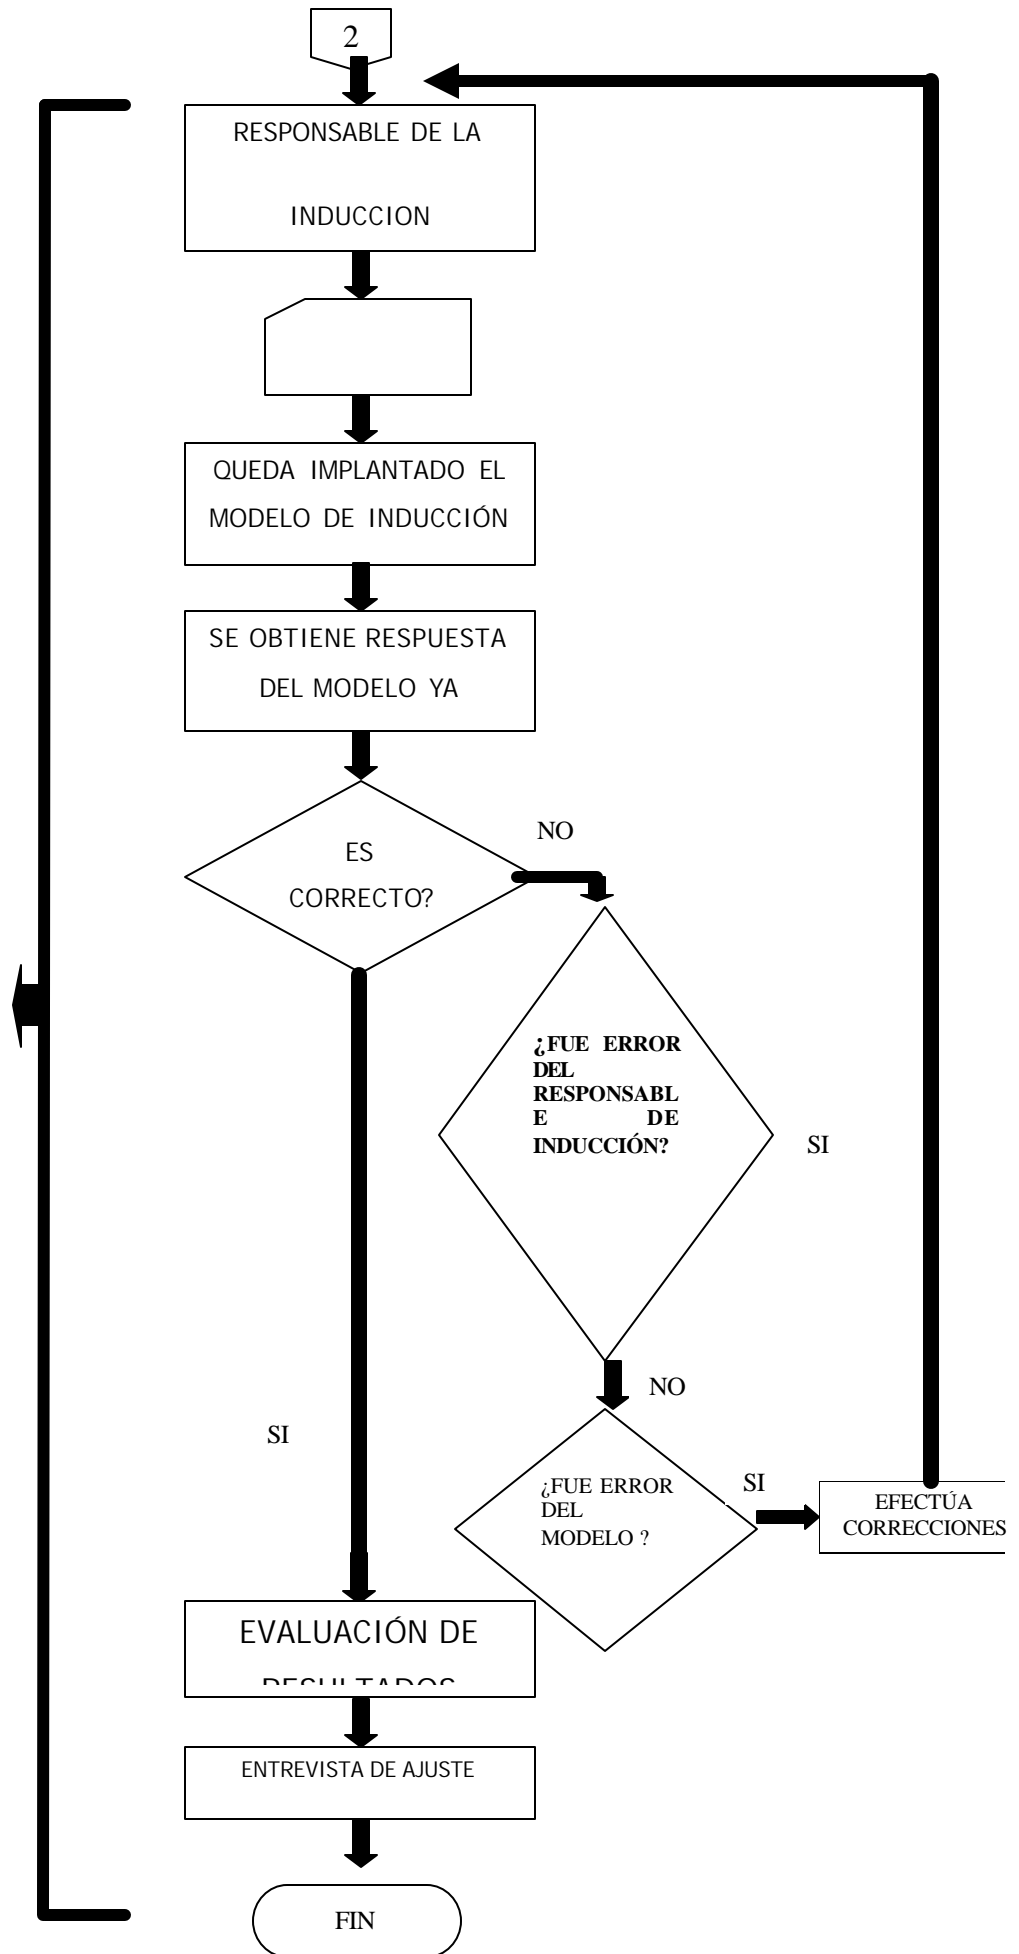 2
RESPONSABLE DE LA
INDUCCION
QUEDA IMPLANTADO EL
MODELO DE INDUCCIÓN
SE OBTIENE RESPUESTA
DEL MODELO YA
ES
CORRECTO?
NO
¿FUE ERROR
DEL
RESPONSABL
E DE
INDUCCIÓN?
SI
NO
SI
¿FUE ERROR
DEL
MODELO ?
SI
EFECTÚA
CORRECCIONES
EVALUACIÓN DE
RESULTADOS
ENTREVISTA DE AJUSTE
FIN